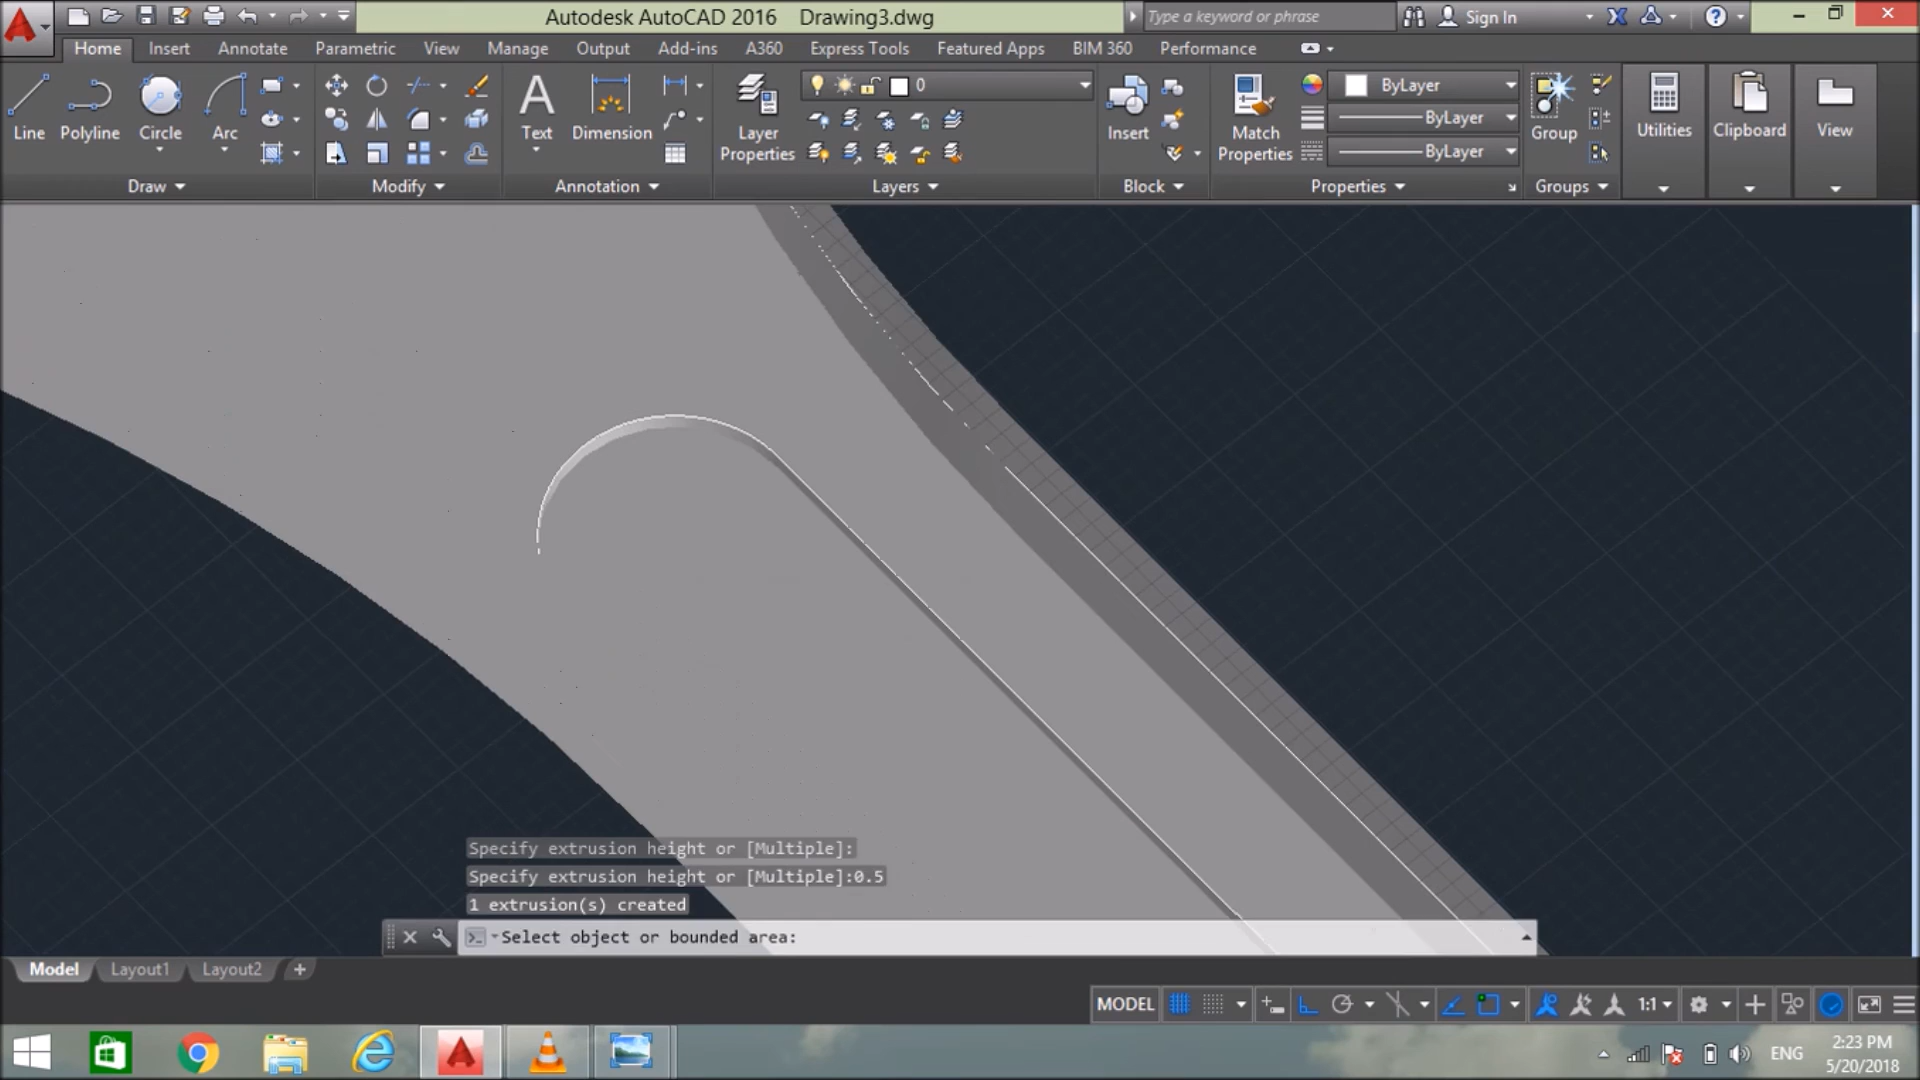 Autodesk AutoCAD 2016 Drawing3.dwg
Type a keyword or phrase
Sign In
Home Insert Annotate Parametric View Manage Output Add-ins A360 Express Tools Featured Apps BIM 360 Performance
Line Polyline Circle Arc
Draw
Modify
Text Dimension
Annotation
Layer Properties
0
Layers
Insert
Block
Match Properties
ByLayer
ByLayer
ByLayer
Properties
Group
Groups
Utilities
Clipboard
View
Specify extrusion height or [Multiple]:
Specify extrusion height or [Multiple]:0.5
1 extrusion(s) created
Select object or bounded area:
Model Layout1 Layout2 +
MODEL 1:1
ENG
2:23 PM
5/20/2018